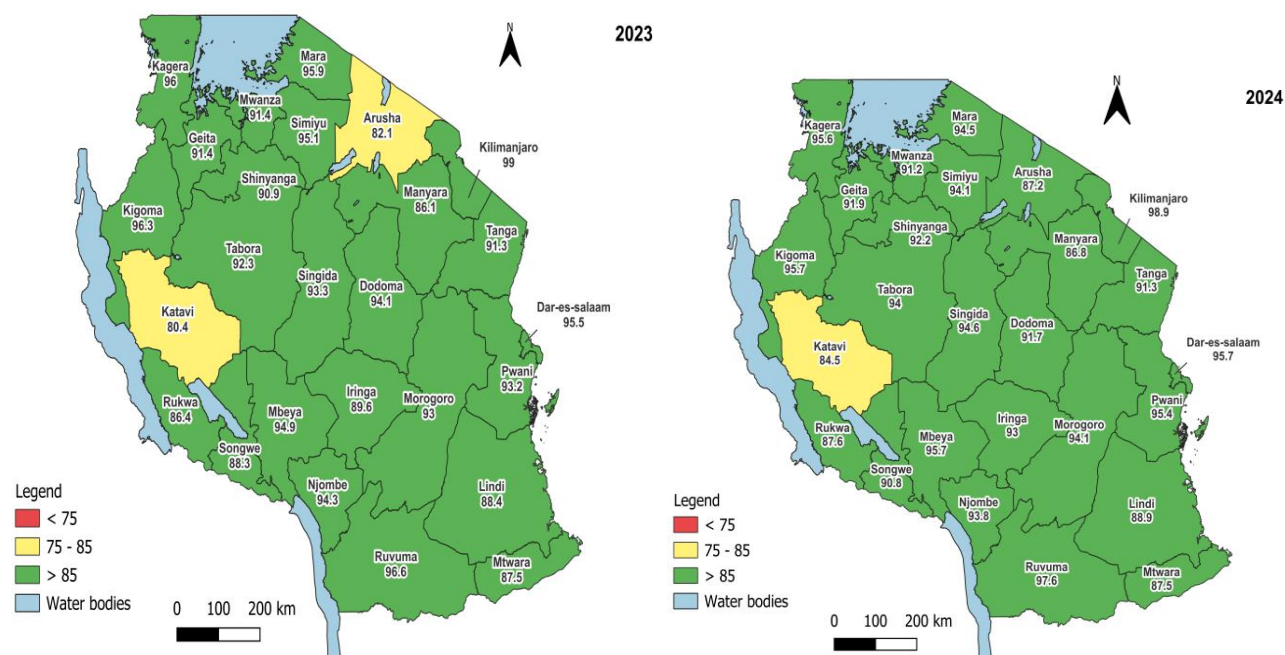 N
2023
Kagera
96
Mara
95.9
Mwanza
91.4
Arusha
82.1
Simiyu
95.1
Geita
91.4
Kilimanjaro
99
Shinyanga
90.9
Manyara
86.1
Kigoma
96.3
Tabora
92.3
Tanga
91.3
Singida
93.3
Dodoma
94.1
Katavi
80.4
Dar-es-salaam
95.5
Pwani
93.2
Rukwa
86.4
Iringa
89.6
Morogoro
93
Mbeya
94.9
Songwe
88.3
Njombe
94.3
Lindi
88.4
Ruvuma
96.6
Mtwara
87.5
Legend
< 75
75 - 85
> 85
Water bodies
0 100 200 km
N
2024
Kagera
95.6
Mara
94.5
Mwanza
91.2
Simiyu
94.1
Arusha
87.2
Geita
91.9
Kilimanjaro
98.9
Shinyanga
92.2
Manyara
86.8
Kigoma
95.7
Tanga
91.3
Tabora
94
Singida
94.6
Dodoma
91.7
Katavi
84.5
Dar-es-salaam
95.7
Pwani
95.4
Rukwa
87.6
Iringa
93
Morogoro
94.1
Mbeya
95.7
Songwe
90.8
Njombe
93.8
Lindi
88.9
Ruvuma
97.6
Mtwara
87.5
Legend
< 75
75 - 85
> 85
Water bodies
0 100 200 km